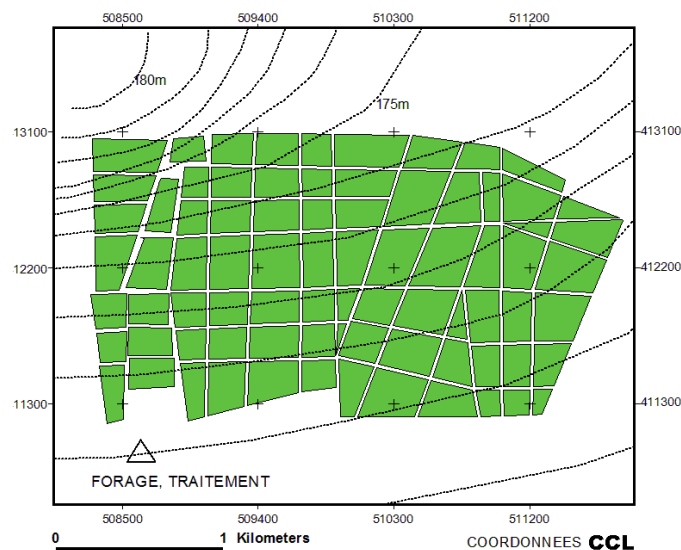 508500 509400 510300 511200
180m
175m
13100 413100
12200 412200
11300 411300
FORAGE, TRAITEMENT
508500 509400 510300 511200
0 1 Kilometers
COORDONNEES CCL